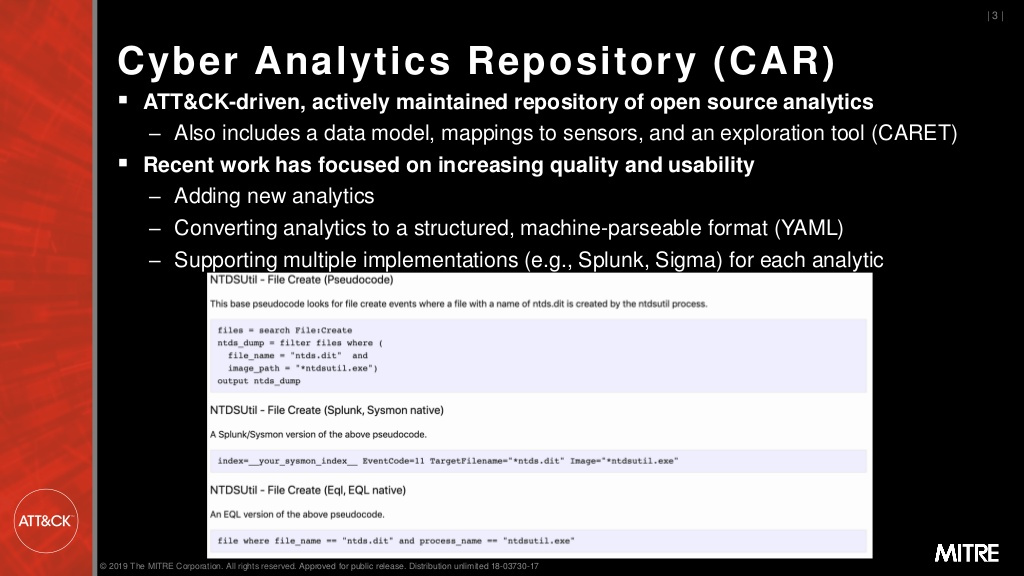 | 3 |
Cyber Analytics Repository (CAR)
▪ ATT&CK-driven, actively maintained repository of open source analytics
– Also includes a data model, mappings to sensors, and an exploration tool (CARET)
▪ Recent work has focused on increasing quality and usability
– Adding new analytics
– Converting analytics to a structured, machine-parseable format (YAML)
– Supporting multiple implementations (e.g., Splunk, Sigma) for each analytic
NTDSUtil - File Create (Pseudocode)
This base pseudocode looks for file create events where a file with a name of ntds.dit is created by the ntdsutil process.
files = search File:Create
ntds_dump = filter files where (
file_name = "ntds.dit" and
image_path = "*ntdsutil.exe")
output ntds_dump
NTDSUtil - File Create (Splunk, Sysmon native)
A Splunk/Sysmon version of the above pseudocode.
index=__your_sysmon_index__ EventCode=11 TargetFilename="*ntds.dit" Image="*ntdsutil.exe"
NTDSUtil - File Create (Eql, EQL native)
An EQL version of the above pseudocode.
file where file_name == "ntds.dit" and process_name == "ntdsutil.exe"
ATT&CK™
MITRE
© 2019 The MITRE Corporation. All rights reserved. Approved for public release. Distribution unlimited 18-03730-17